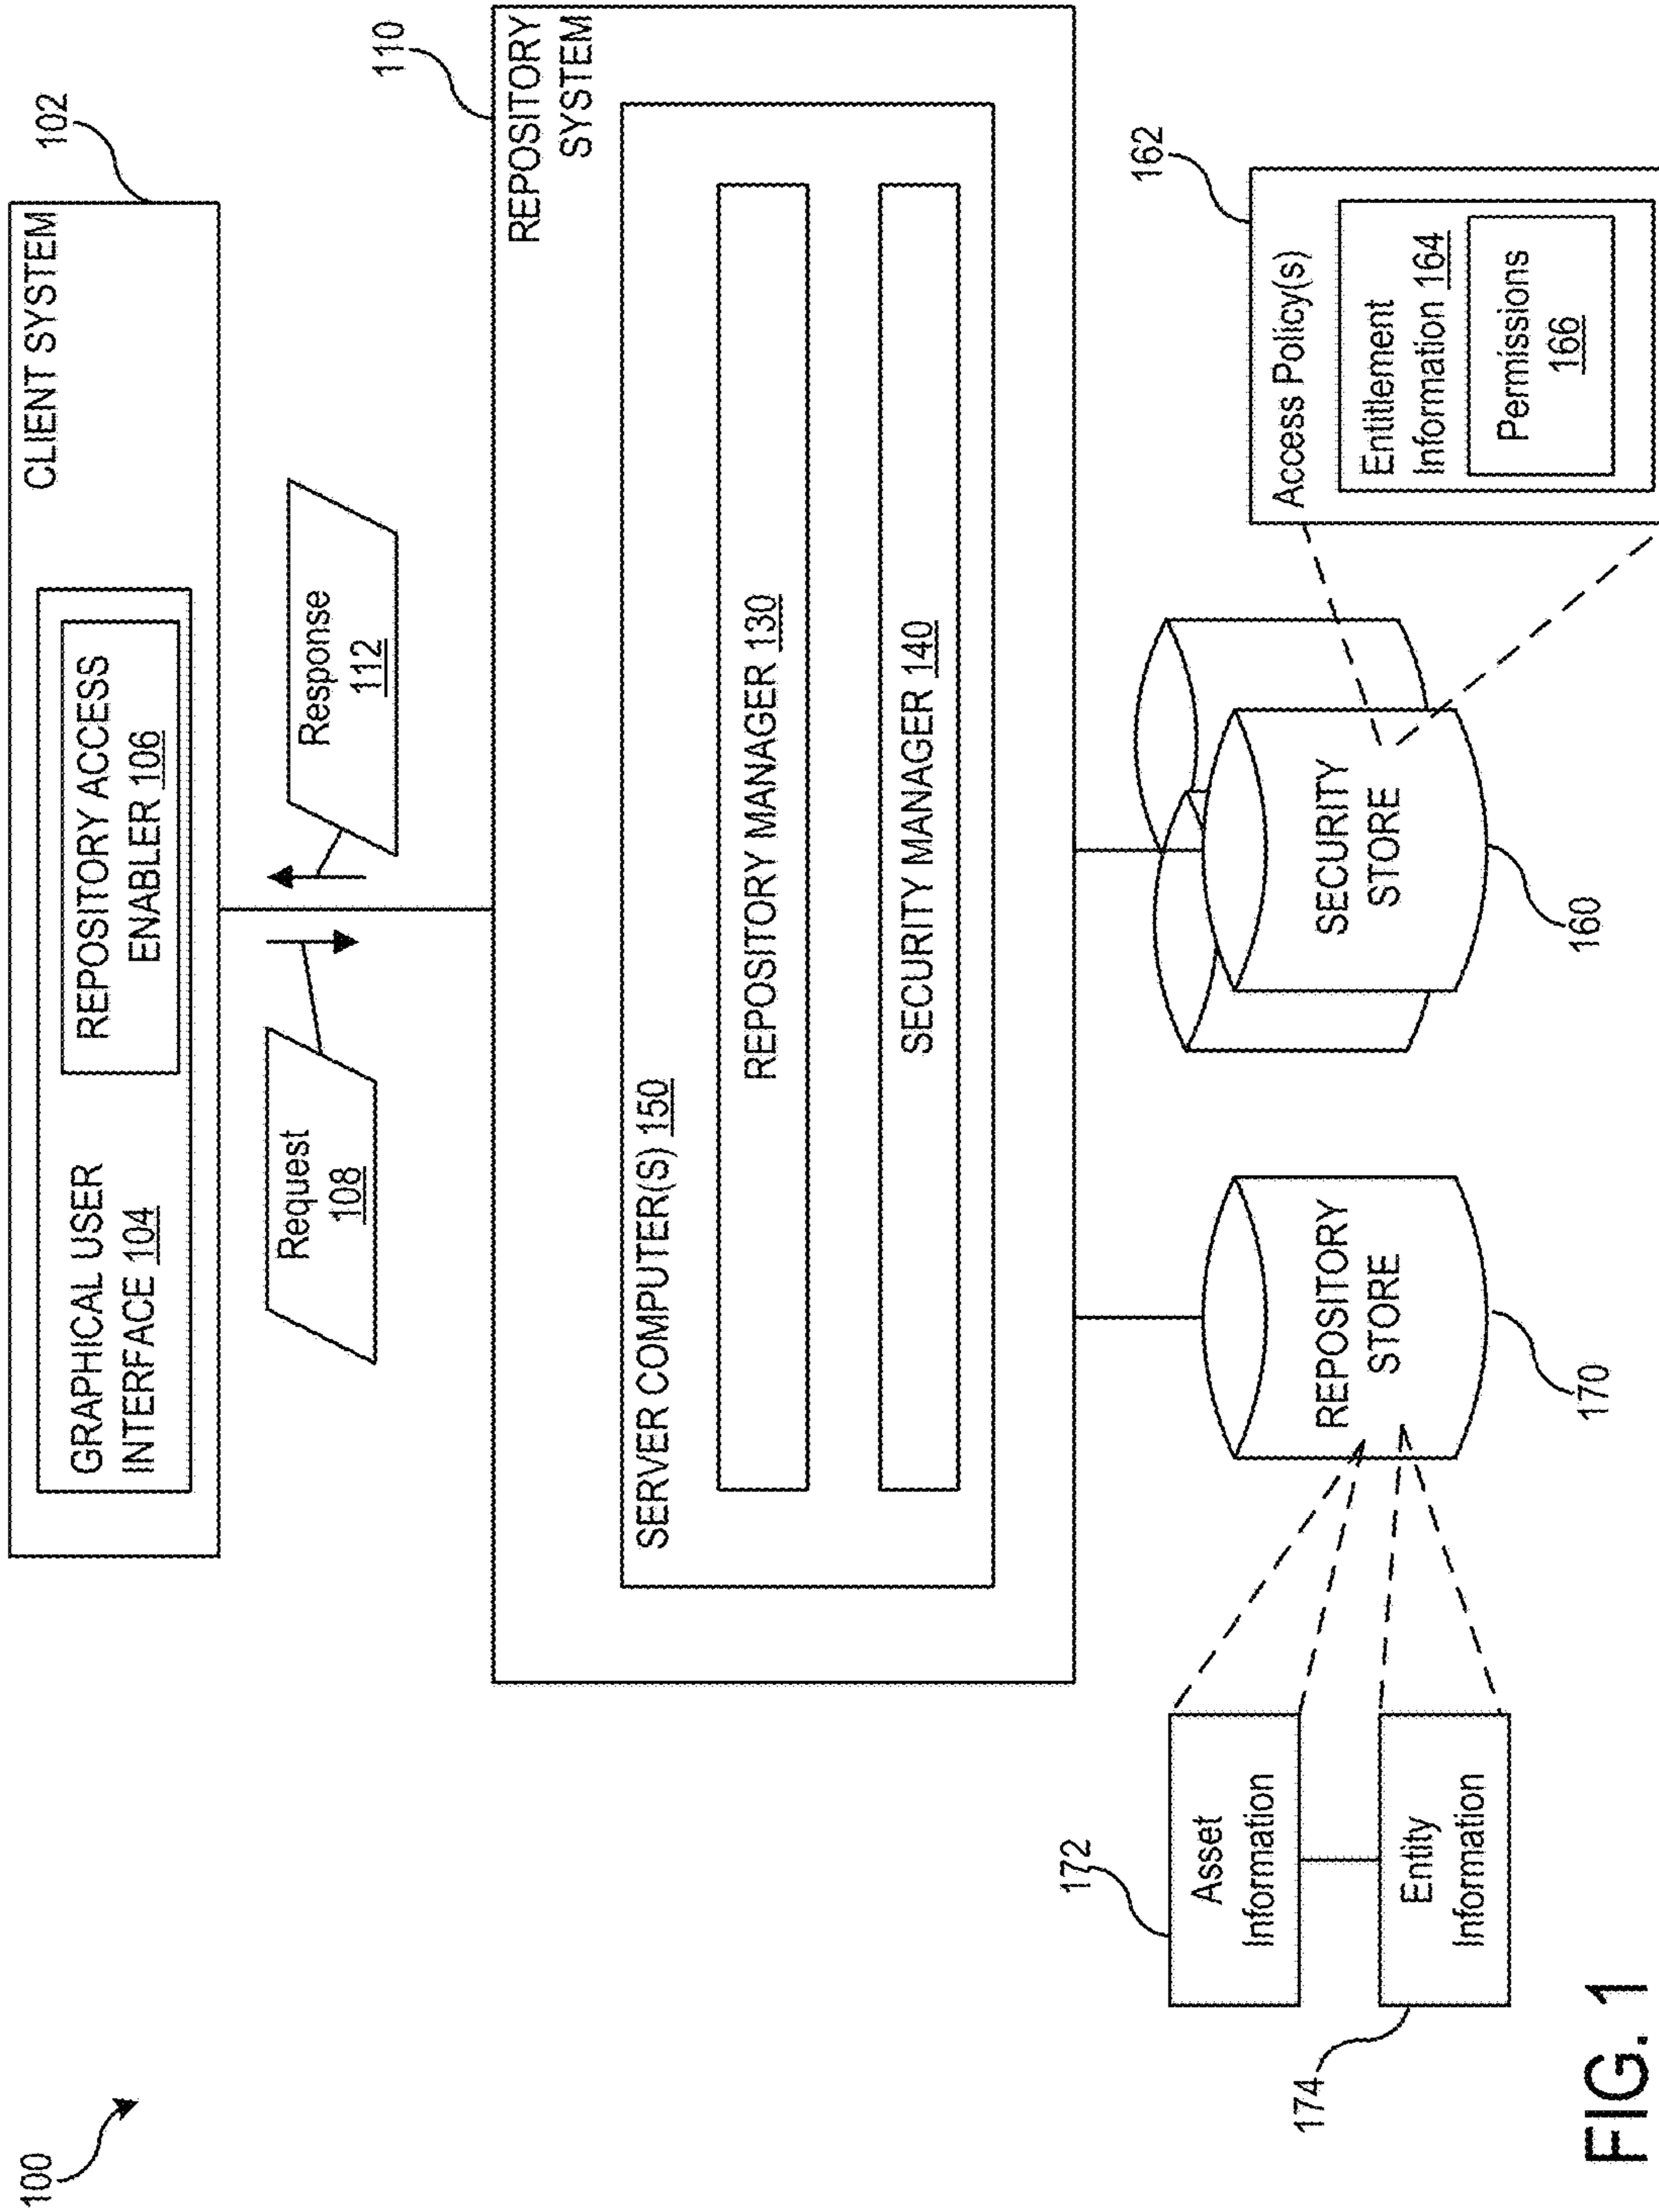 100
CLIENT SYSTEM
102
GRAPHICAL USER
INTERFACE 104
REPOSITORY ACCESS
ENABLER 106
Request
108
Response
112
110
REPOSITORY
SYSTEM
SERVER COMPUTER(S) 150
REPOSITORY MANAGER 130
SECURITY MANAGER 140
172
Asset
Information
174
Entity
Information
REPOSITORY
STORE
170
SECURITY
STORE
160
162
Access Policy(s)
Entitlement
Information 164
Permissions
166
FIG. 1